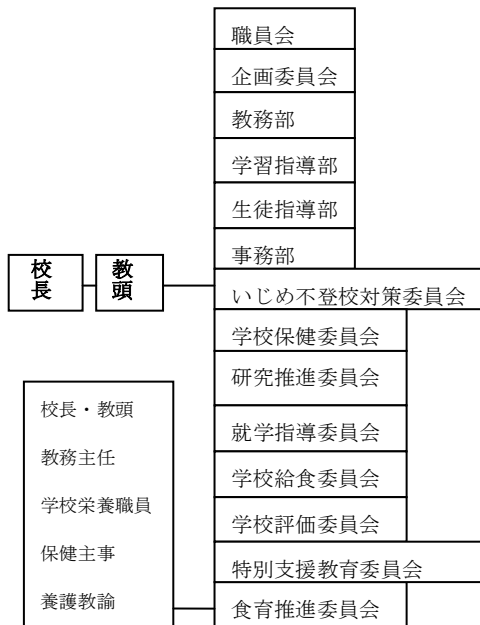 職員会
企画委員会
教務部
学習指導部
生徒指導部
事務部
校長
教頭
いじめ不登校対策委員会
学校保健委員会
研究推進委員会
就学指導委員会
学校給食委員会
学校評価委員会
特別支援教育委員会
食育推進委員会
校長・教頭
教務主任
学校栄養職員
保健主事
養護教諭